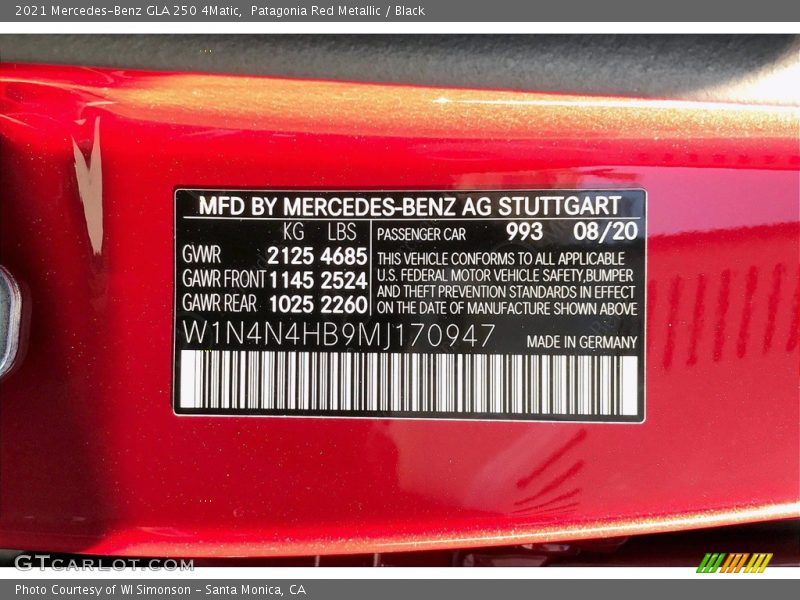 2021 Mercedes-Benz GLA 250 4Matic,  Patagonia Red Metallic / Black
MFD BY MERCEDES-BENZ AG STUTTGART
KG LBS PASSENGER CAR 993 08/20
GWR 2125 4685
GAWR FRONT 1145 2524
GAWR REAR 1025 2260
THIS VEHICLE CONFORMS TO ALL APPLICABLE
U.S. FEDERAL MOTOR VEHICLE SAFETY,BUMPER
AND THEFT PREVENTION STANDARDS IN EFFECT
ON THE DATE OF MANUFACTURE SHOWN ABOVE
W1N4N4HB9MJ170947 MADE IN GERMANY
GTCARLOT.COM
Photo Courtesy of WI Simonson - Santa Monica, CA